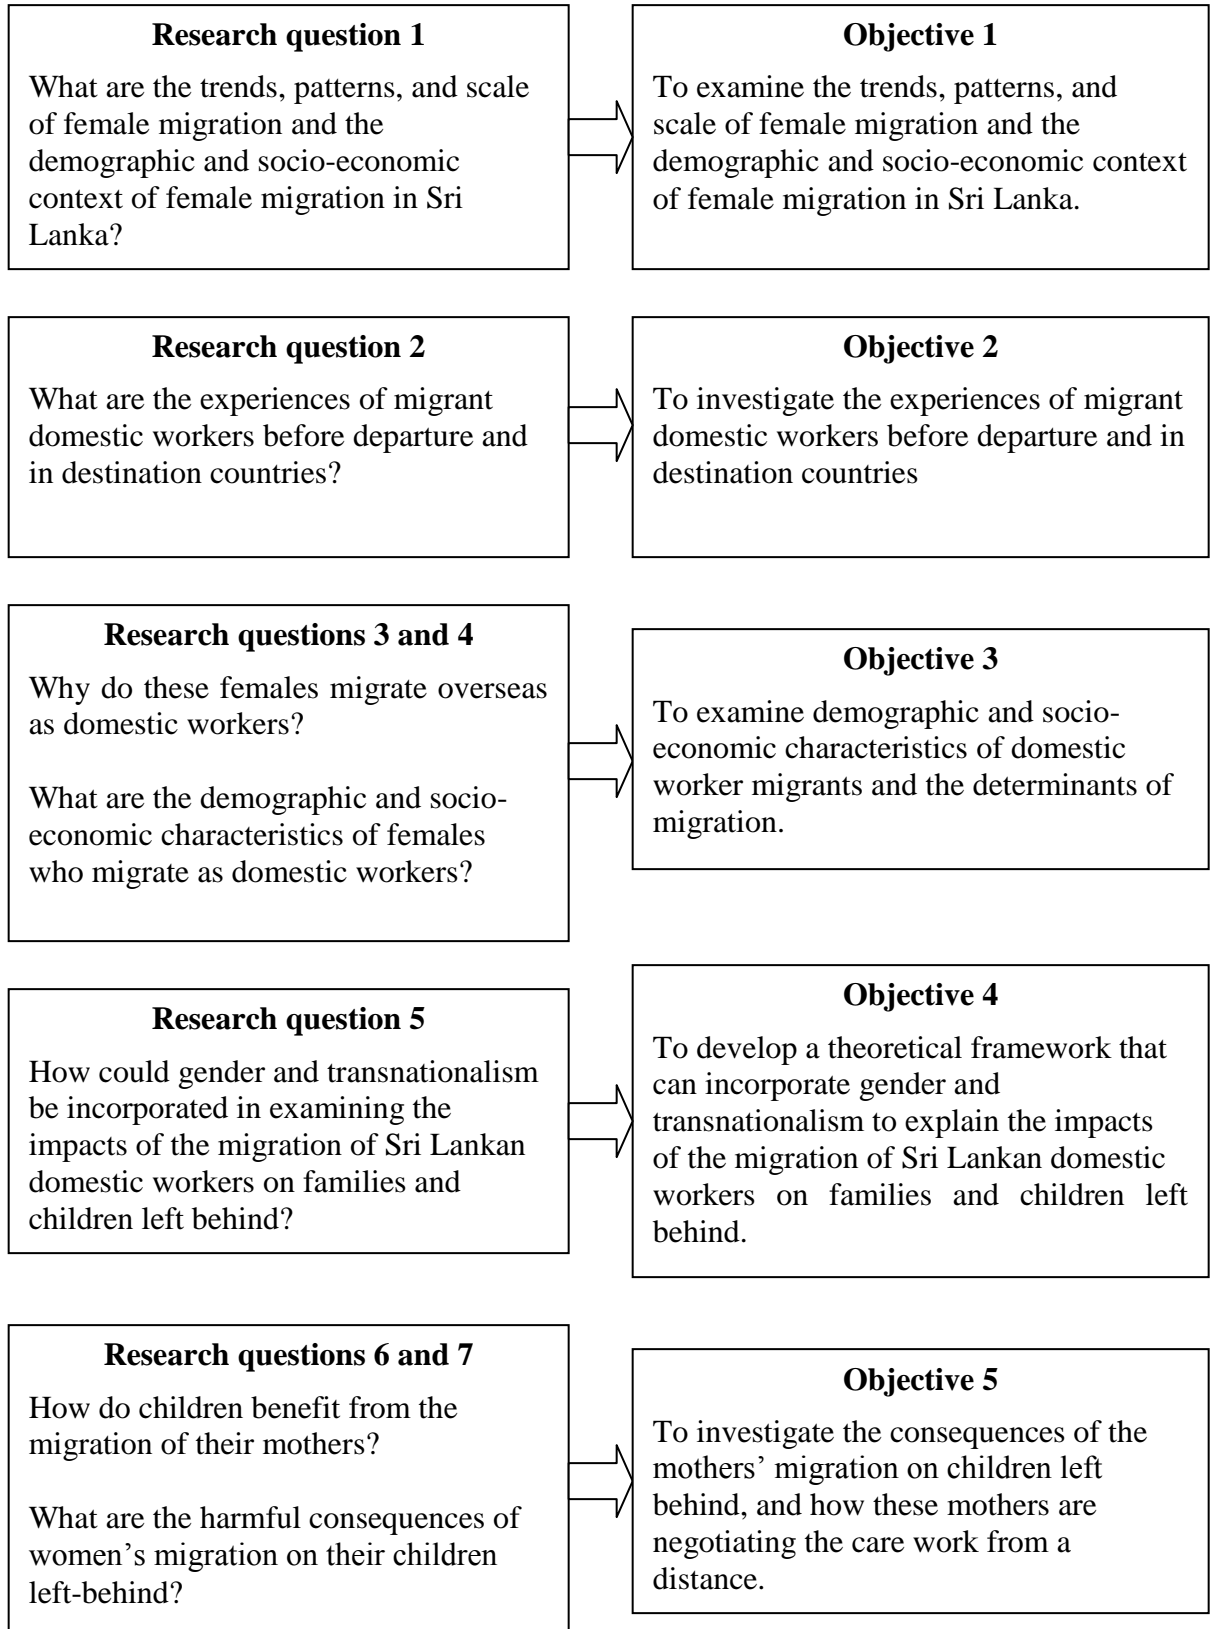 Research question 1
What are the trends, patterns, and scale
of female migration and the
demographic and socio-economic
context of female migration in Sri
Lanka?
Objective 1
To examine the trends, patterns, and
scale of female migration and the
demographic and socio-economic context
of female migration in Sri Lanka.
Research question 2
What are the experiences of migrant
domestic workers before departure and
in destination countries?
Objective 2
To investigate the experiences of migrant
domestic workers before departure and in
destination countries
Research questions 3 and 4
Why do these females migrate overseas
as domestic workers?
What are the demographic and socio-
economic characteristics of females
who migrate as domestic workers?
Objective 3
To examine demographic and socio-
economic characteristics of domestic
worker migrants and the determinants of
migration.
Research question 5
How could gender and transnationalism
be incorporated in examining the
impacts of the migration of Sri Lankan
domestic workers on families and
children left behind?
Objective 4
To develop a theoretical framework that
can incorporate gender and
transnationalism to explain the impacts
of the migration of Sri Lankan domestic
workers on families and children left
behind.
Research questions 6 and 7
How do children benefit from the
migration of their mothers?
What are the harmful consequences of
women’s migration on their children
left-behind?
Objective 5
To investigate the consequences of the
mothers’ migration on children left
behind, and how these mothers are
negotiating the care work from a
distance.